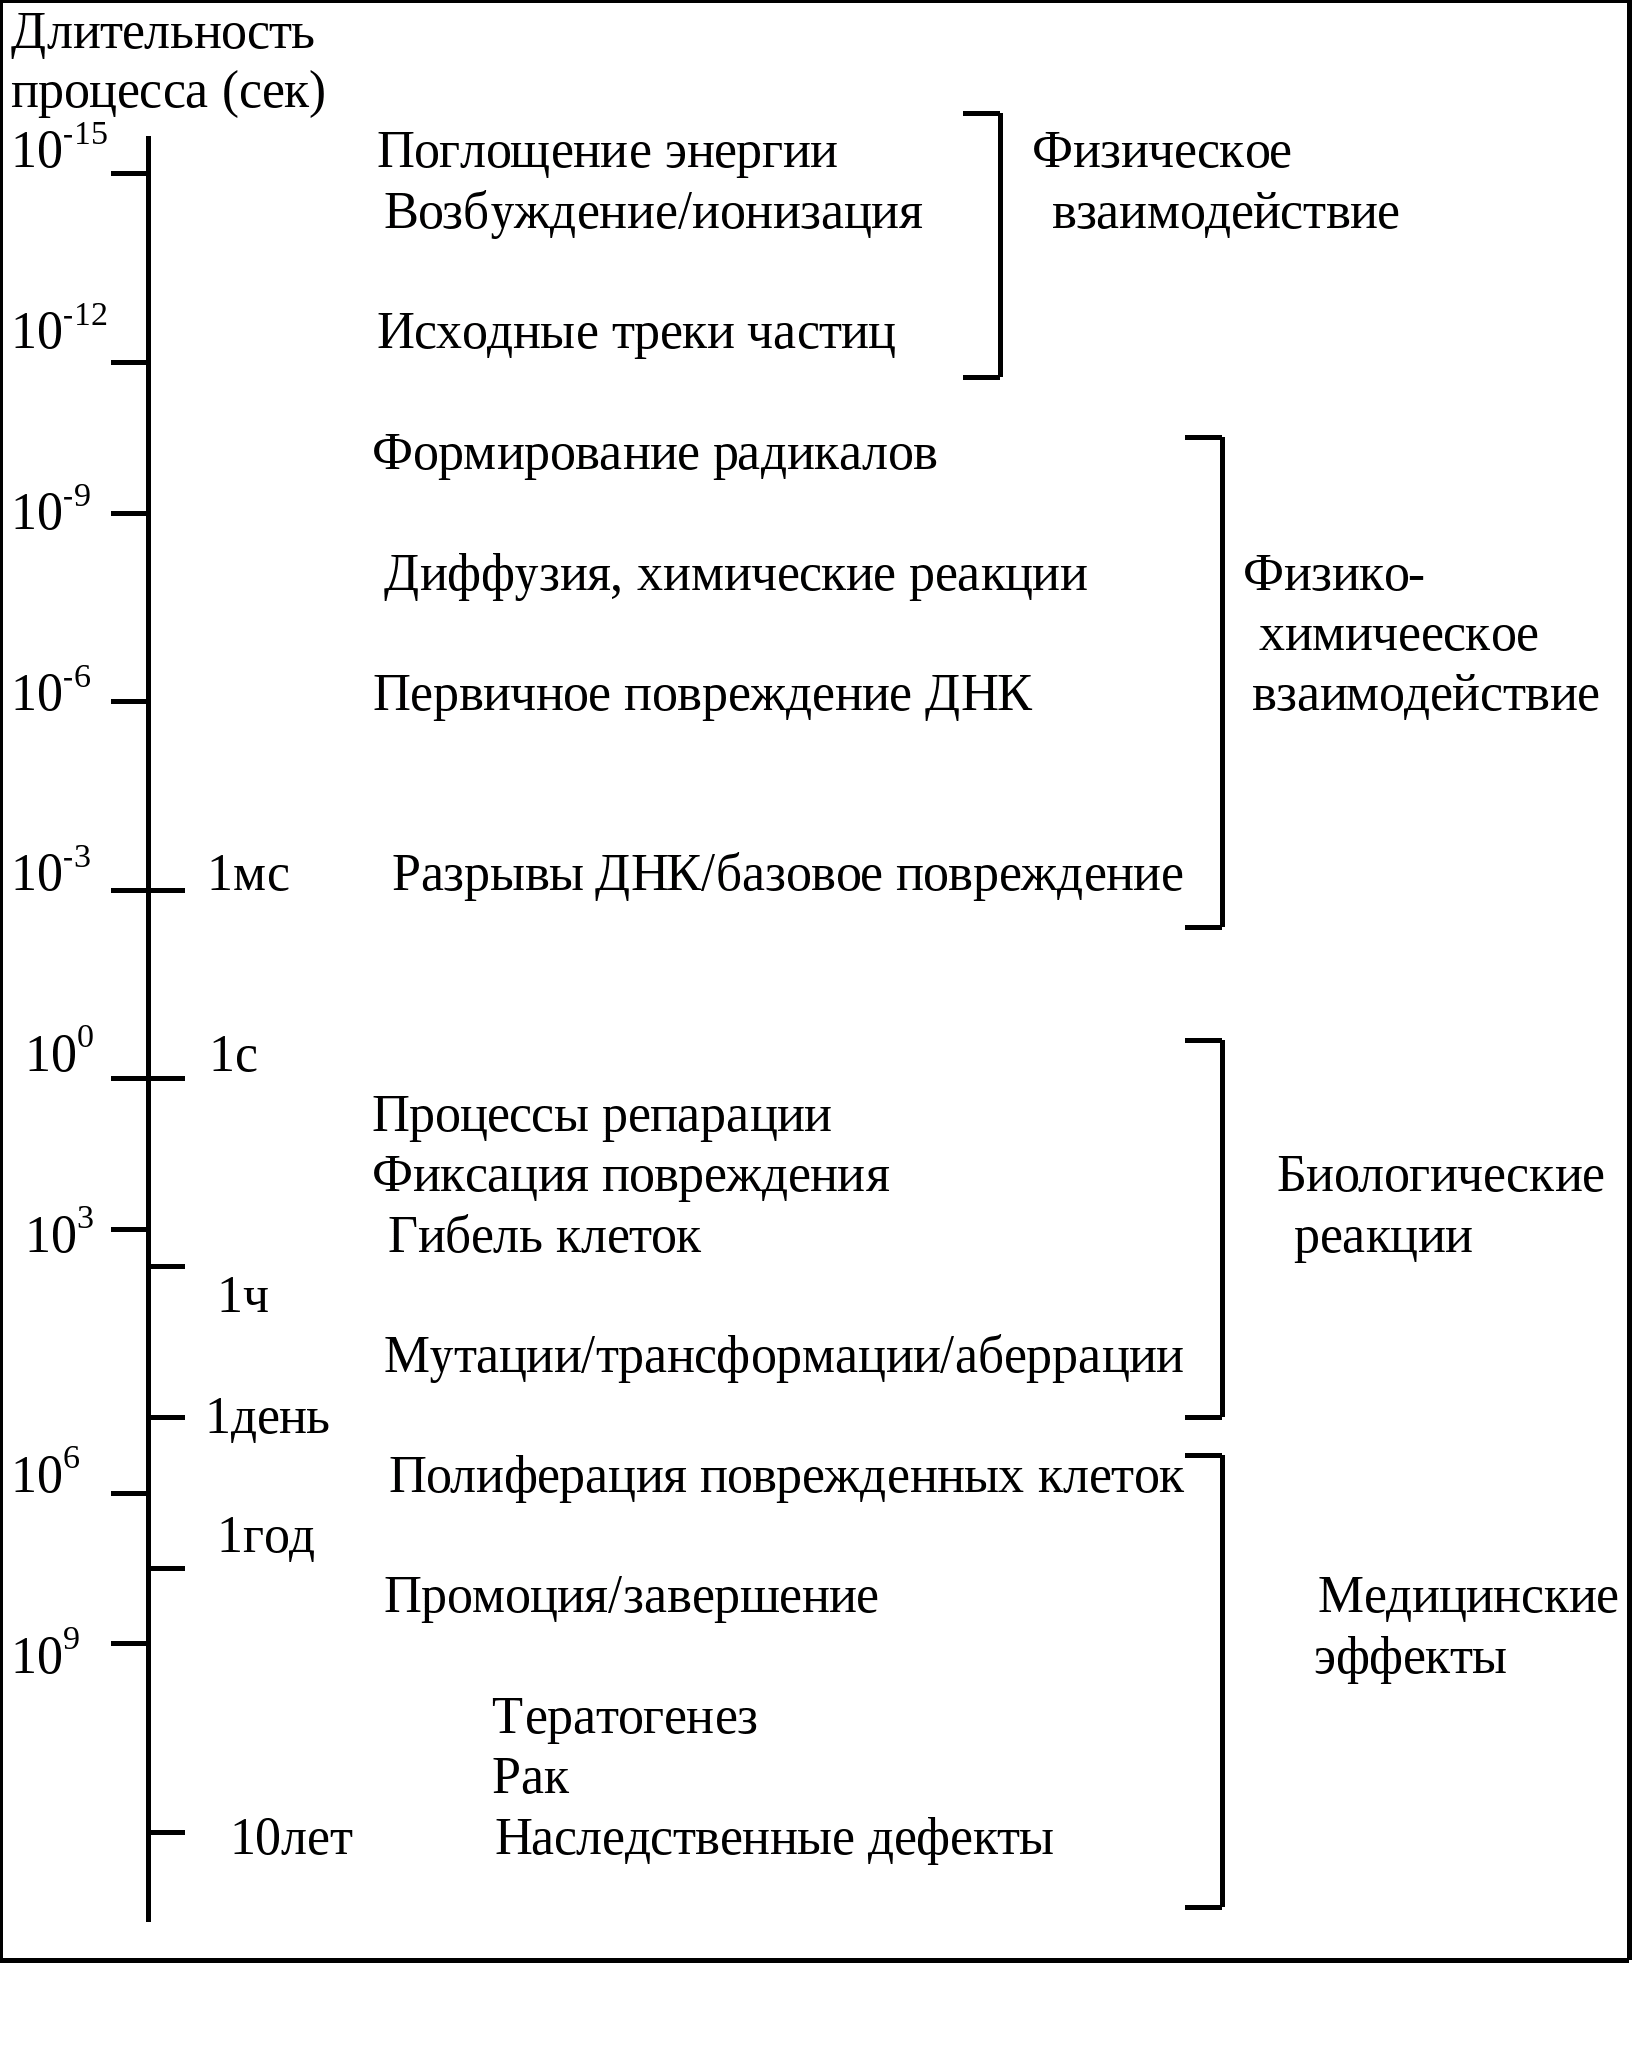 Длительность
процесса (сек)
10⁻¹⁵ Поглощение энергии Физическое
Возбуждение/ионизация взаимодействие
10⁻¹² Исходные треки частиц
Формирование радикалов
10⁻⁹
Диффузия, химические реакции Физико-
химичееское
10⁻⁶ Первичное повреждение ДНК взаимодействие
10⁻³ 1мс Разрывы ДНК/базовое повреждение
10⁰ 1с
Процессы репарации
Фиксация повреждения Биологические
10³ Гибель клеток реакции
1ч
Мутации/трансформации/аберрации
1день
10⁶ Полиферация поврежденных клеток
1год
Промоция/завершение Медицинские
10⁹ эффекты
Тератогенез
Рак
10лет Наследственные дефекты